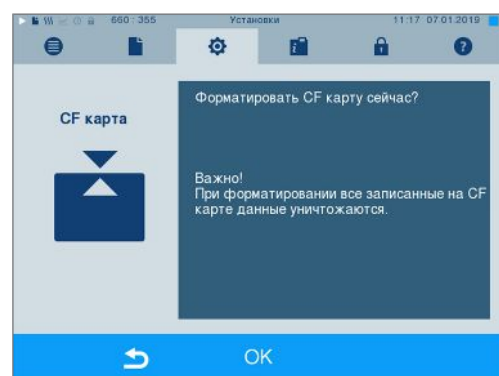 660 : 355 Установки 11:17 07 01 2019
CF карта
Форматировать CF карту сейчас?
Важно!
При форматировании все записанные на CF
карте данные уничтожаются.
OK